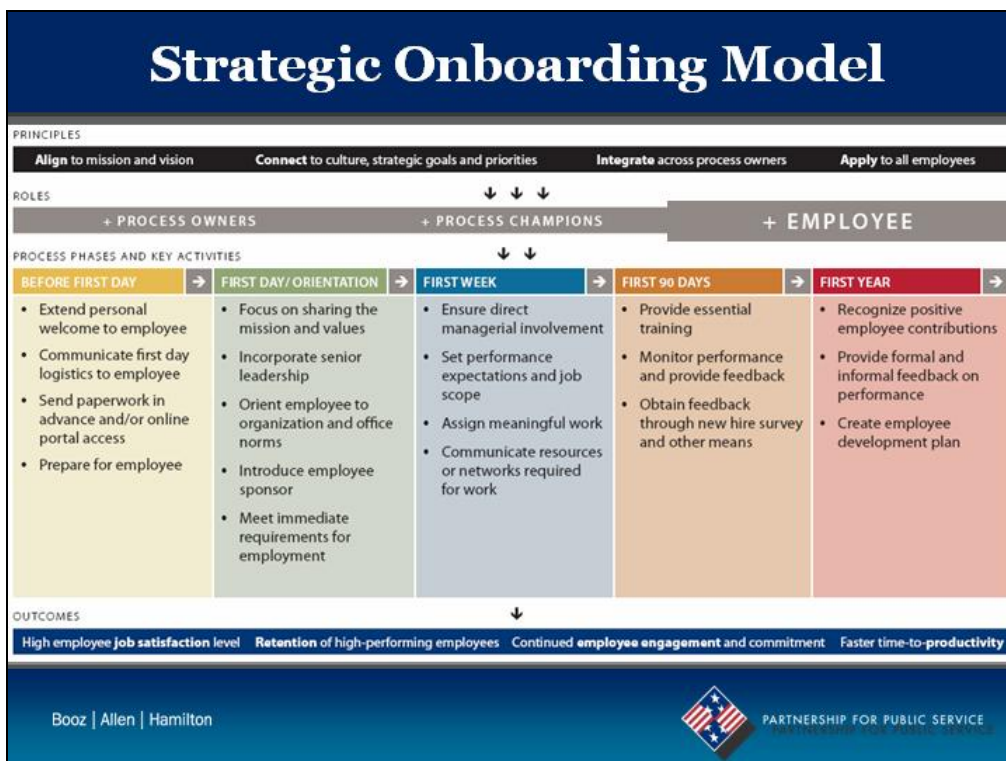 Strategic Onboarding Model
PRINCIPLES
Align to mission and vision
Connect to culture, strategic goals and priorities
Integrate across process owners
Apply to all employees
ROLES
+ PROCESS OWNERS
+ PROCESS CHAMPIONS
+ EMPLOYEE
PROCESS PHASES AND KEY ACTIVITIES
BEFORE FIRST DAY
• Extend personal
welcome to employee
• Communicate first day
logistics to employee
• Send paperwork in
advance and/or online
portal access
• Prepare for employee
FIRST DAY/ORIENTATION
• Focus on sharing the
mission and values
• Incorporate senior
leadership
• Orient employee to
organization and office
norms
• Introduce employee
sponsor
• Meet immediate
requirements for
employment
FIRST WEEK
• Ensure direct
managerial involvement
• Set performance
expectations and job
scope
• Assign meaningful work
• Communicate resources
or networks required
for work
FIRST 90 DAYS
• Provide essential
training
• Monitor performance
and provide feedback
• Obtain feedback
through new hire survey
and other means
FIRST YEAR
• Recognize positive
employee contributions
• Provide formal and
informal feedback on
performance
• Create employee
development plan
OUTCOMES
High employee job satisfaction level
Retention of high-performing employees
Continued employee engagement and commitment
Faster time-to-productivity
Booz | Allen | Hamilton
PARTNERSHIP FOR PUBLIC SERVICE
PARTNERSHIP FOR PUBLIC SERVICE